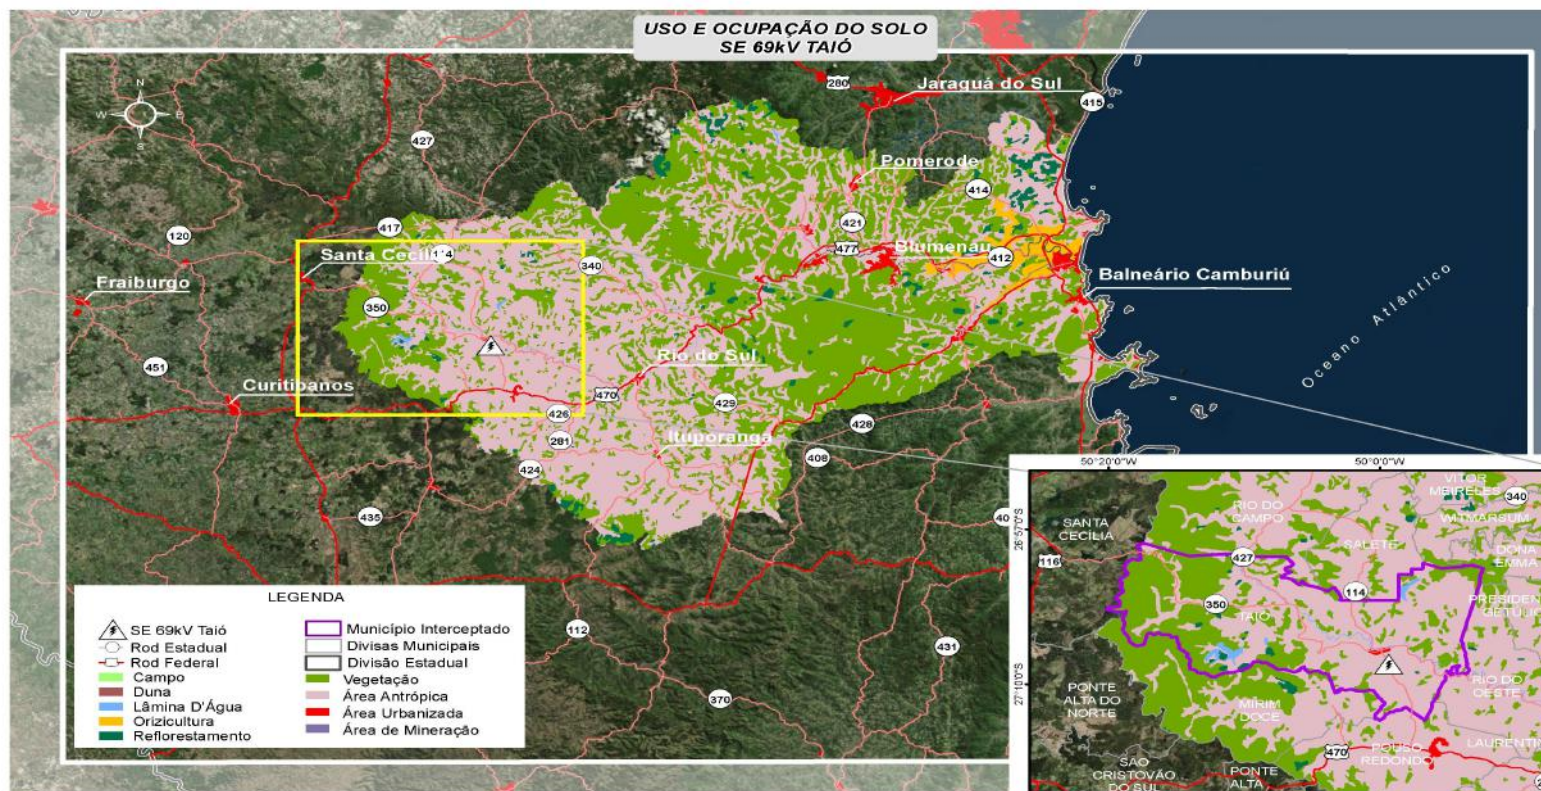 USO E OCUPAÇÃO DO SOLO
SE 69kV TAIÓ
280
Jaraguá do Sul
415
N
W E
S
427
Pomerode
414
417
421
120
477
Blumenau
412
Santa Cecíli
340
Fraiburgo
Balneário Camburiú
350
Oceano Atlântico
Rio do Sul
451
Curitibanos
470
429
426
428
281
Ituporanga
424
408
435
112
431
370
LEGENDA
SE 69kV Taió
Rod Estadual
Rod Federal
Campo
Duna
Lâmina D'Água
Orizicultura
Reflorestamento
Município Interceptado
Divisas Municipais
Divisão Estadual
Vegetação
Área Antrópica
Área Urbanizada
Área de Mineração
50°20'0"W
50°0'0"W
26°57'0"S
27°10'0"S
VITOR
MEIRELES
340
RIO DO
CAMPO
WITMARSUM
SANTA
CECÍLIA
SALETE
DONA
EMMA
116
427
114
350
TAIÓ
PRESIDEN
GETÚLIO
RIO DO
OESTE
PONTE
ALTA DO
NORTE
MIRIM
DOCE
470
POUSO
REDONDO
LAURENTIN
SÃO
CRISTOVÃO
DO SUL
PONTE
ALTA